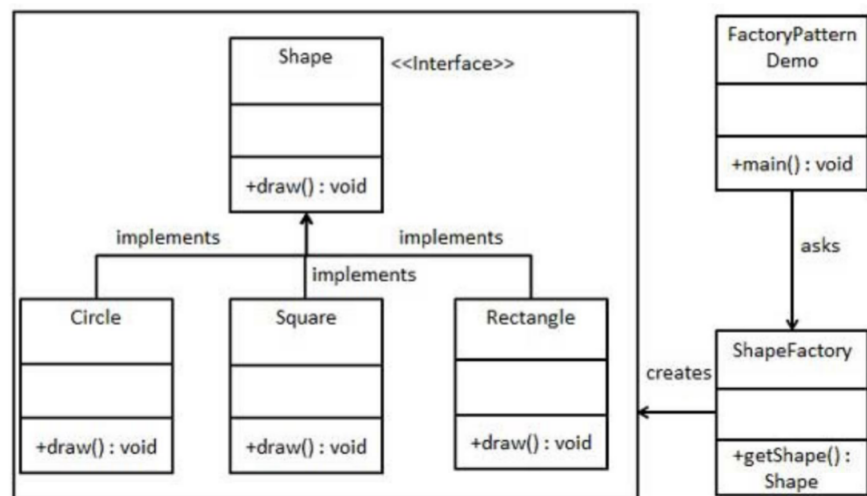 Shape
<<Interface>>
+draw() : void
implements
implements
implements
Circle
+draw() : void
Square
+draw() : void
Rectangle
+draw() : void
FactoryPattern
Demo
+main() : void
asks
ShapeFactory
+getShape() :
Shape
creates